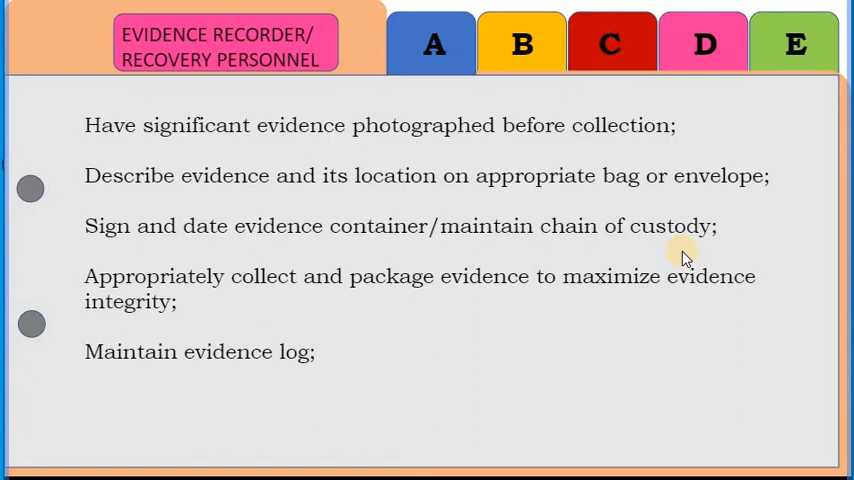 EVIDENCE RECORDER/
RECOVERY PERSONNEL
A B C D E
Have significant evidence photographed before collection;
Describe evidence and its location on appropriate bag or envelope;
Sign and date evidence container/maintain chain of custody;
Appropriately collect and package evidence to maximize evidence
integrity;
Maintain evidence log;